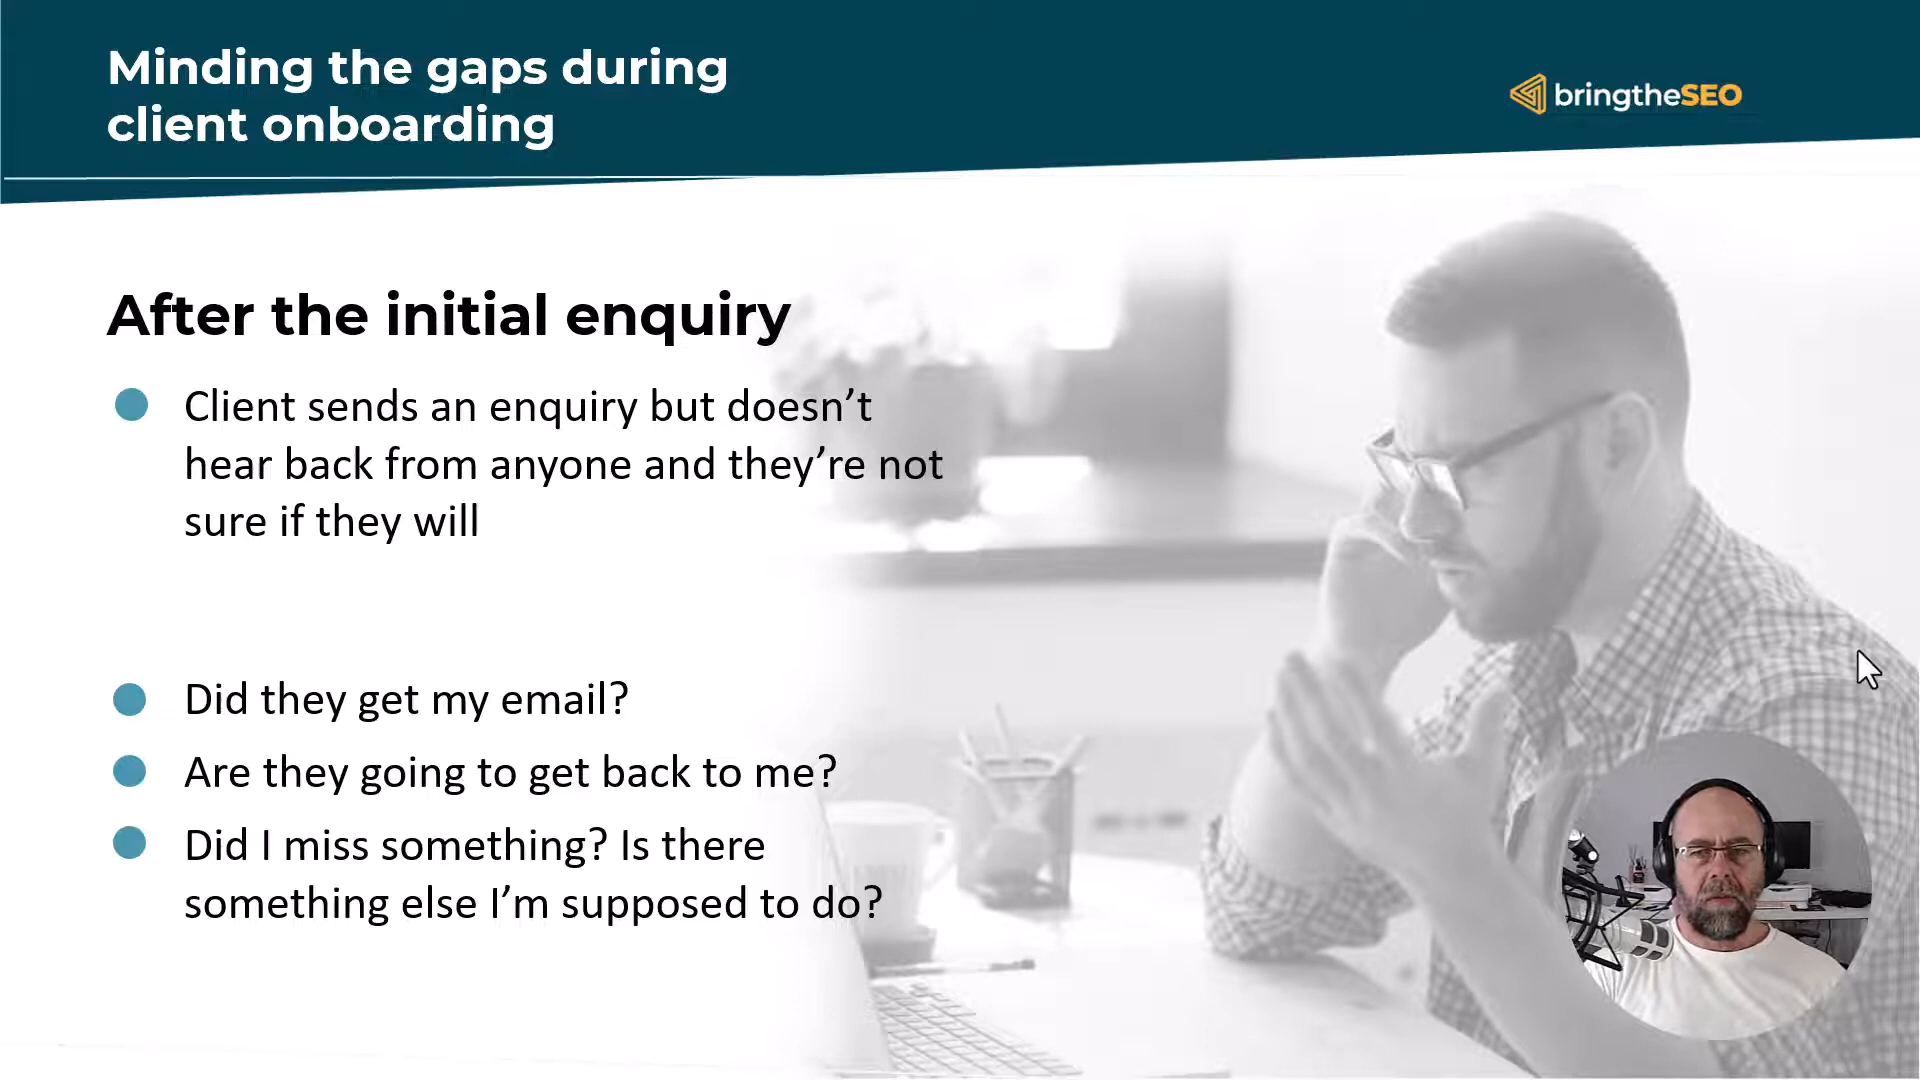 Minding the gaps during
client onboarding
bringtheSEO
After the initial enquiry
Client sends an enquiry but doesn’t
hear back from anyone and they’re not
sure if they will
Did they get my email?
Are they going to get back to me?
Did I miss something? Is there
something else I’m supposed to do?